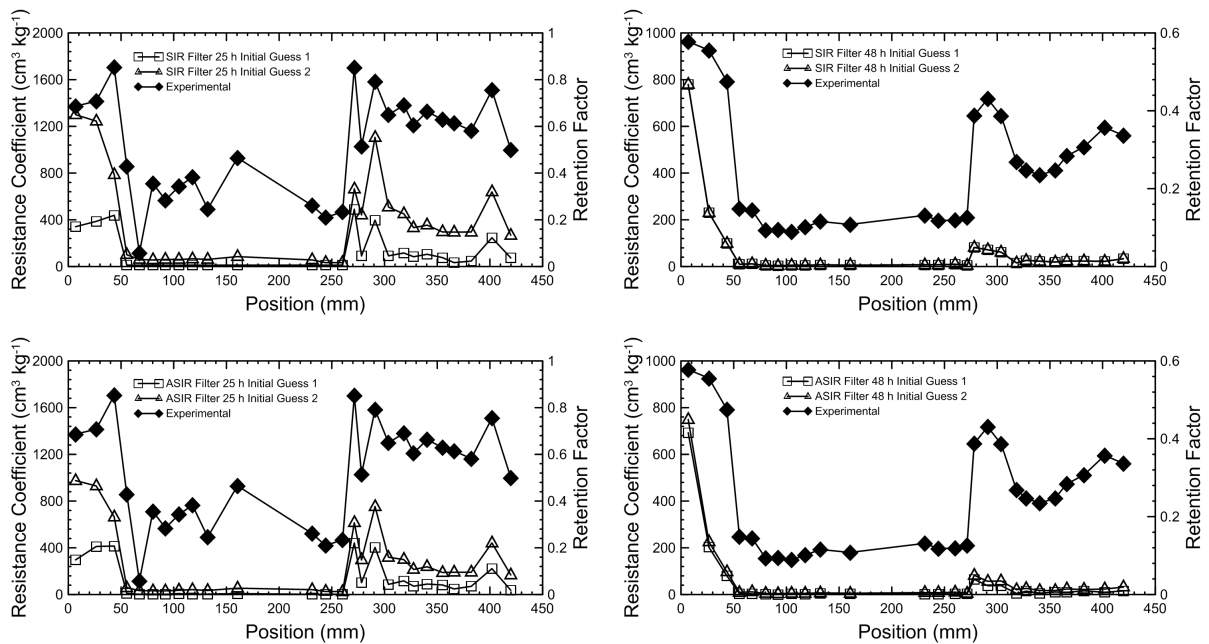 Resistance Coefficient (cm³ kg⁻¹)
2000
1600
1200
800
400
0
SIR Filter 25 h Initial Guess 1
SIR Filter 25 h Initial Guess 2
Experimental
1
0.8
0.6
0.4
0.2
0
Retention Factor
0 50 100 150 200 250 300 350 400 450
Position (mm)
Resistance Coefficient (cm³ kg⁻¹)
1000
800
600
400
200
0
SIR Filter 48 h Initial Guess 1
SIR Filter 48 h Initial Guess 2
Experimental
0.6
0.4
0.2
0
Retention Factor
0 50 100 150 200 250 300 350 400 450
Position (mm)
Resistance Coefficient (cm³ kg⁻¹)
2000
1600
1200
800
400
0
ASIR Filter 25 h Initial Guess 1
ASIR Filter 25 h Initial Guess 2
Experimental
1
0.8
0.6
0.4
0.2
0
Retention Factor
0 50 100 150 200 250 300 350 400 450
Position (mm)
Resistance Coefficient (cm³ kg⁻¹)
1000
800
600
400
200
0
ASIR Filter 48 h Initial Guess 1
ASIR Filter 48 h Initial Guess 2
Experimental
0.6
0.4
0.2
0
Retention Factor
0 50 100 150 200 250 300 350 400 450
Position (mm)